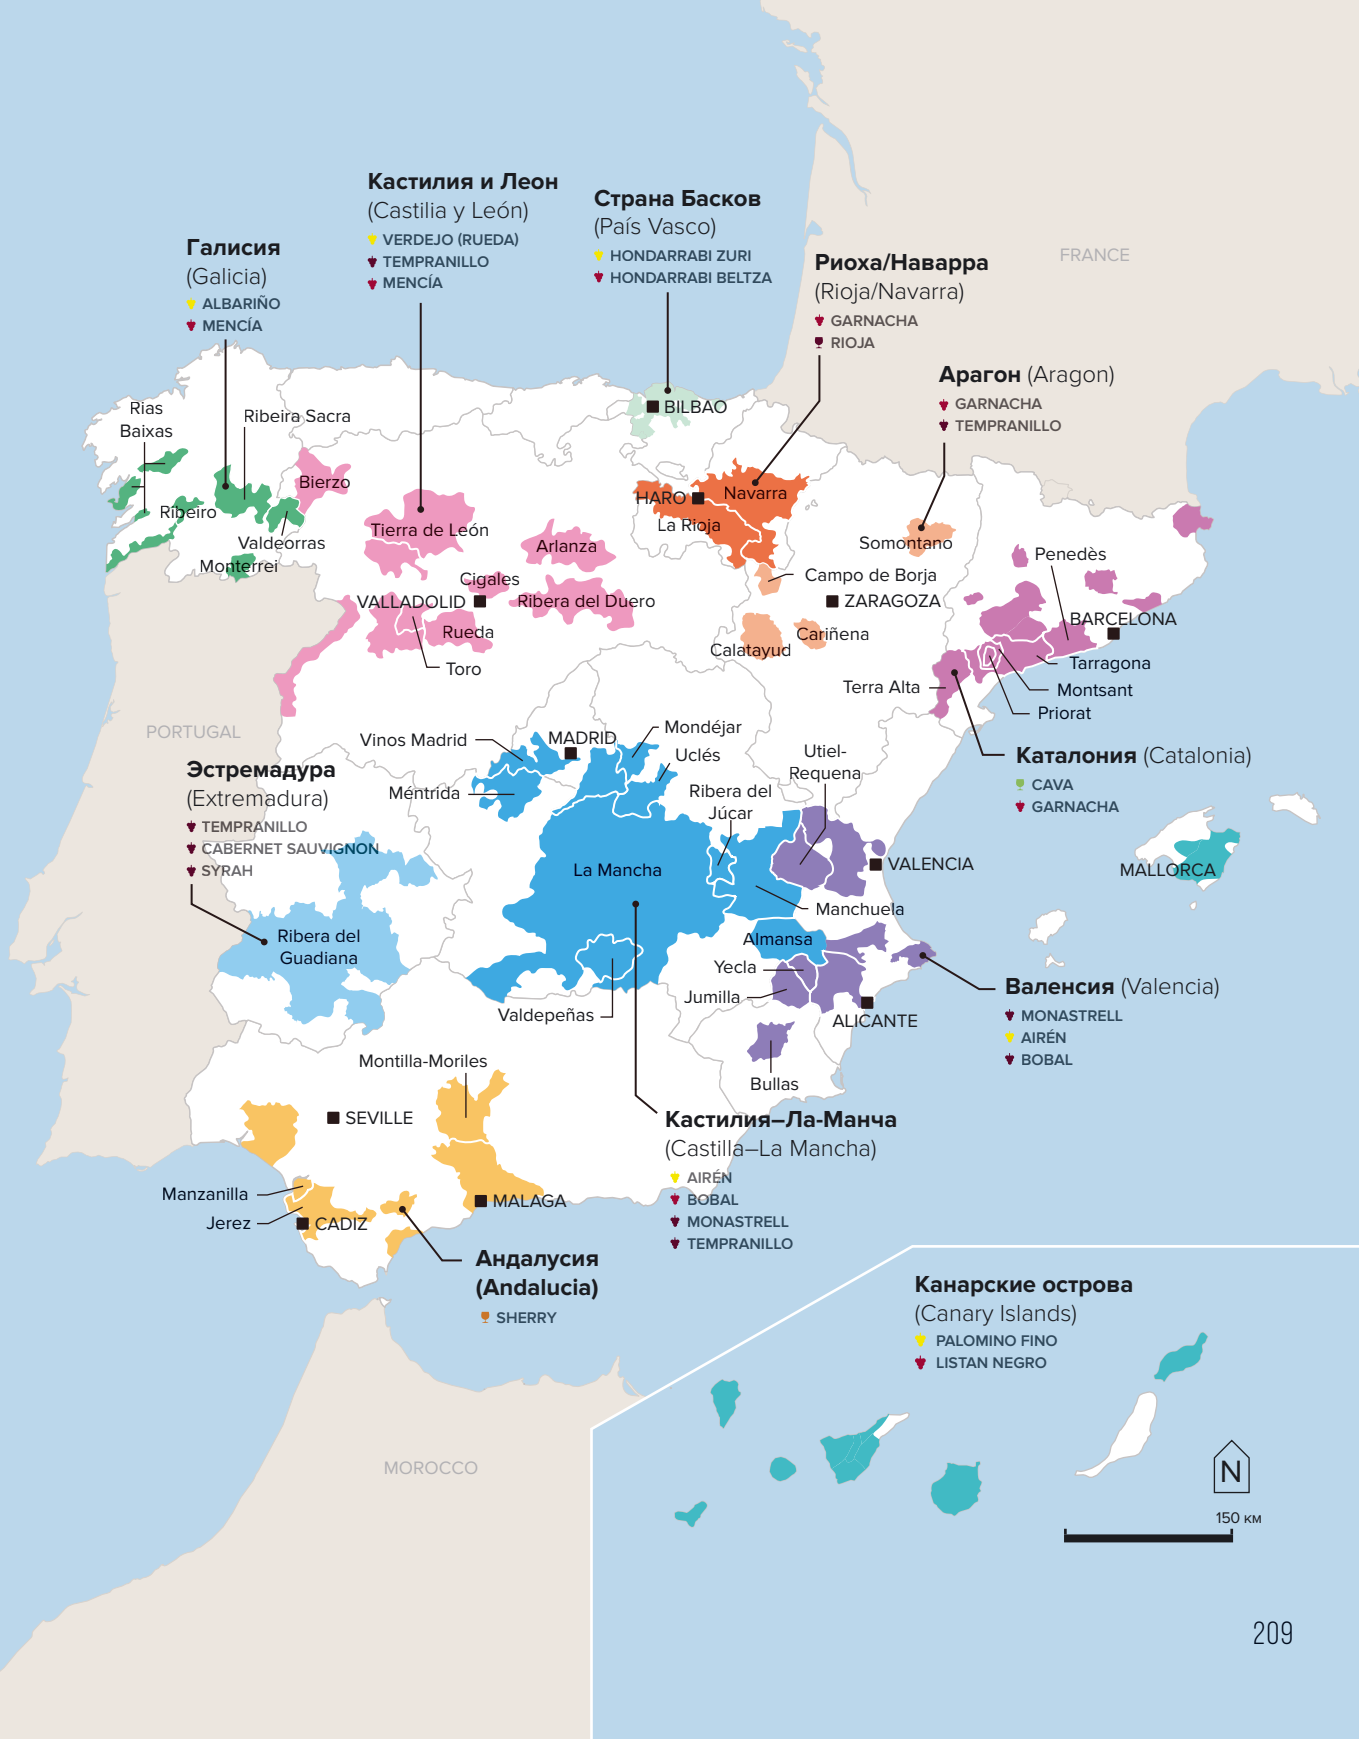 Кастилия и Леон
(Castilia y León)
VERDEJO (RUEDA)
TEMPRANILLO
MENCÍA
Страна Басков
(País Vasco)
HONDARRABI ZURI
HONDARRABI BELTZA
Галисия
(Galicia)
ALBARIÑO
MENCÍA
Риоха/Наварра
(Rioja/Navarra)
GARNACHA
RIOJA
FRANCE
Арагон (Aragon)
GARNACHA
TEMPRANILLO
Rias
Baixas
Ribeira Sacra
BILBAO
Bierzo
Ribeiro
Valdeorras
Monterrei
Tierra de León
Arlanza
Cigales
VALLADOLID
Ribera del Duero
Rueda
Toro
HARO
Navarra
La Rioja
Somontano
Campo de Borja
ZARAGOZA
Cariñena
Calatayud
Penedès
BARCELONA
Tarragona
Montsant
Priorat
Terra Alta
PORTUGAL
Vinos Madrid
MADRID
Mondéjar
Uclés
Méntrida
Ribera del
Júcar
Utiel-
Requena
Каталония (Catalonia)
CAVA
GARNACHA
Эстремадура
(Extremadura)
TEMPRANILLO
CABERNET SAUVIGNON
SYRAH
La Mancha
VALENCIA
MALLORCA
Manchuela
Ribera del
Guadiana
Almansa
Yecla
Jumilla
Valdepeñas
ALICANTE
Bullas
Валенсия (Valencia)
MONASTRELL
AIRÉN
BOBAL
Montilla-Moriles
SEVILLE
Кастилия–Ла-Манча
(Castilla–La Mancha)
AIRÉN
BOBAL
MONASTRELL
TEMPRANILLO
Manzanilla
Jerez
CADIZ
MALAGA
Андалусия
(Andalucia)
SHERRY
Канарские острова
(Canary Islands)
PALOMINO FINO
LISTAN NEGRO
MOROCCO
N
150 км
209